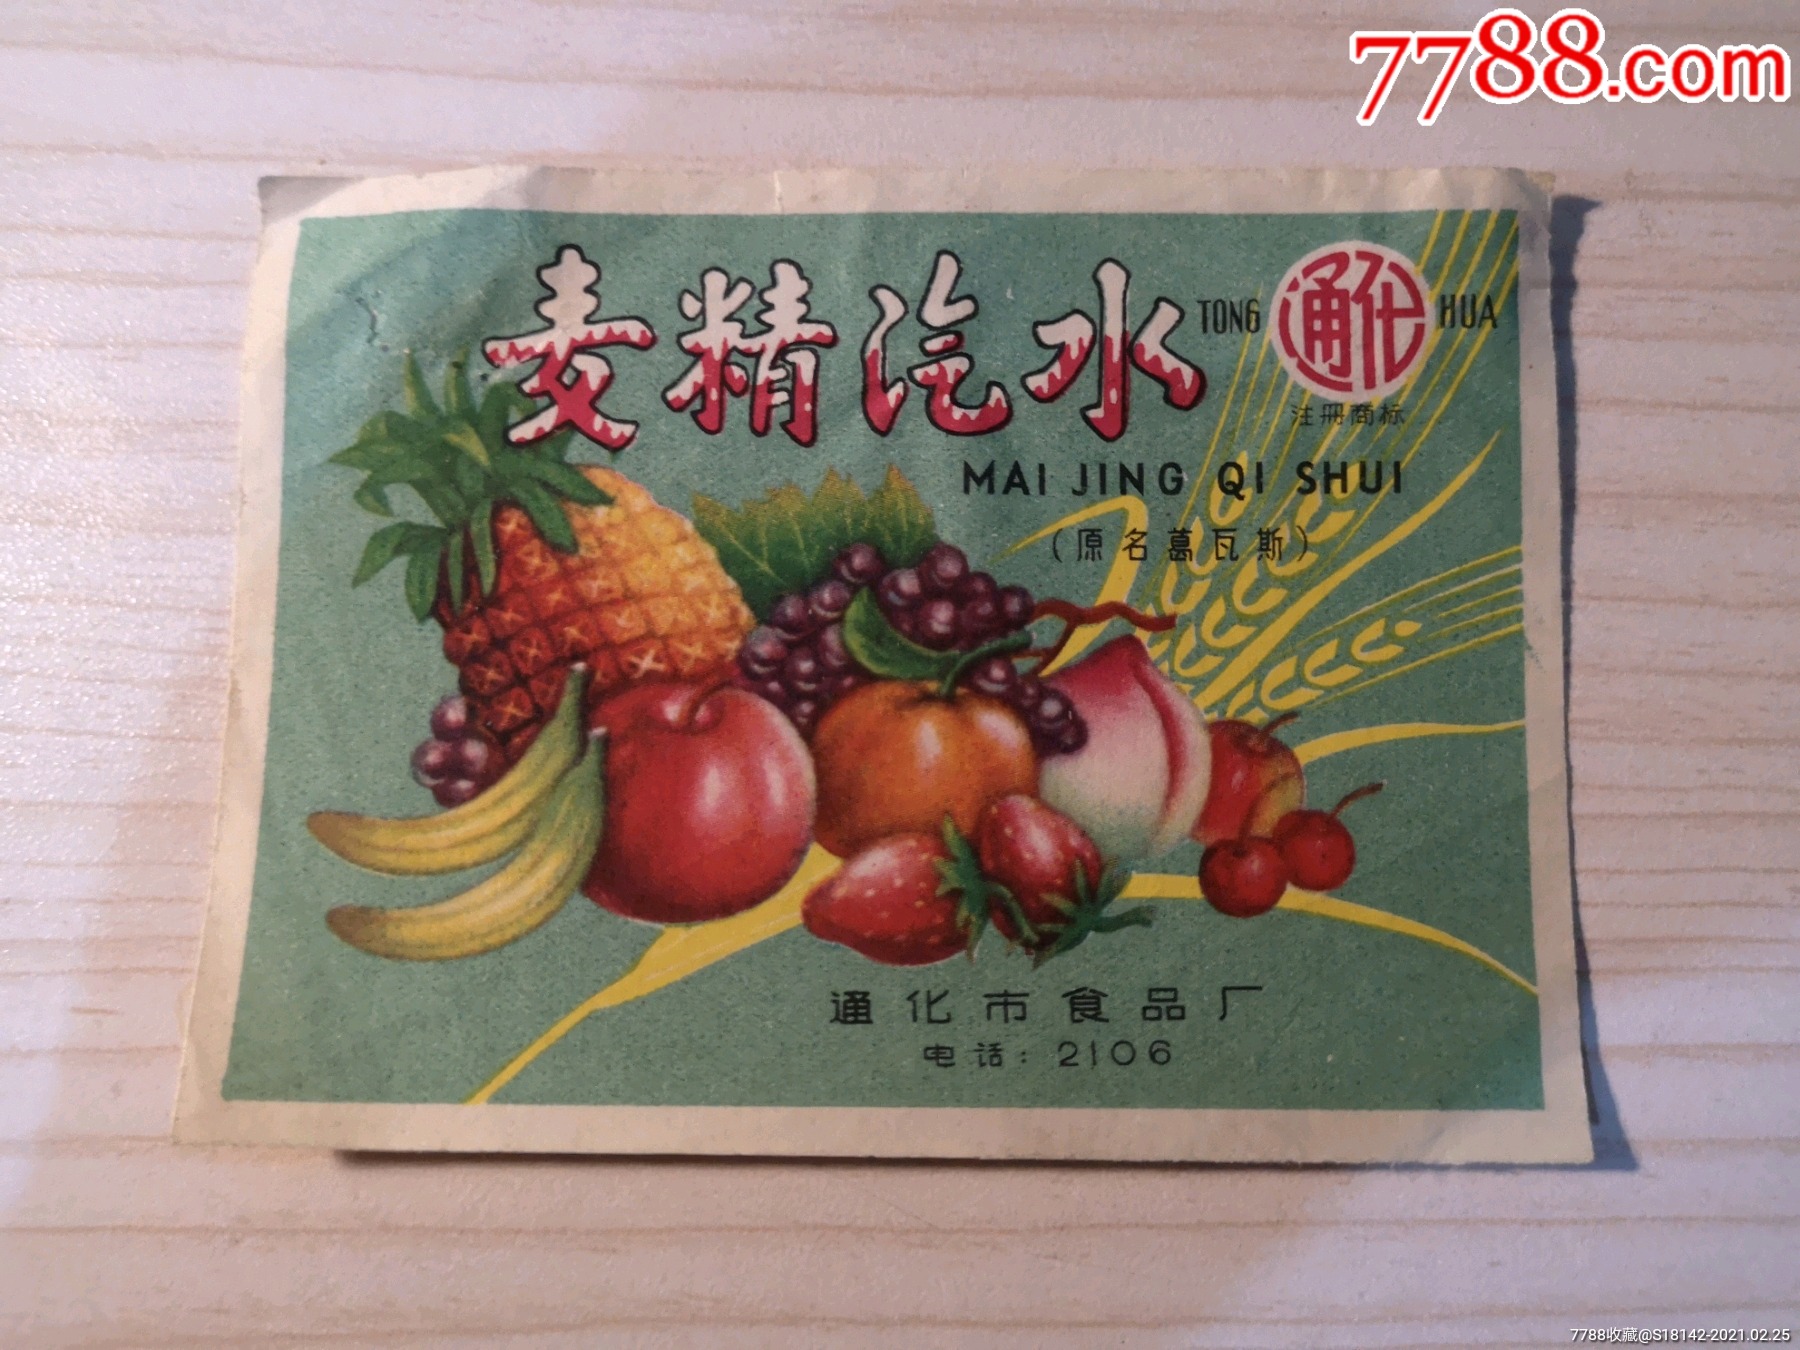 7788.com
麦精汽水
TONG 通化 HUA
注册商标
MAI JING QI SHUI
（原名葛瓦斯）
通化市食品厂
电话：2106
7788收藏@S18142-2021.02.25